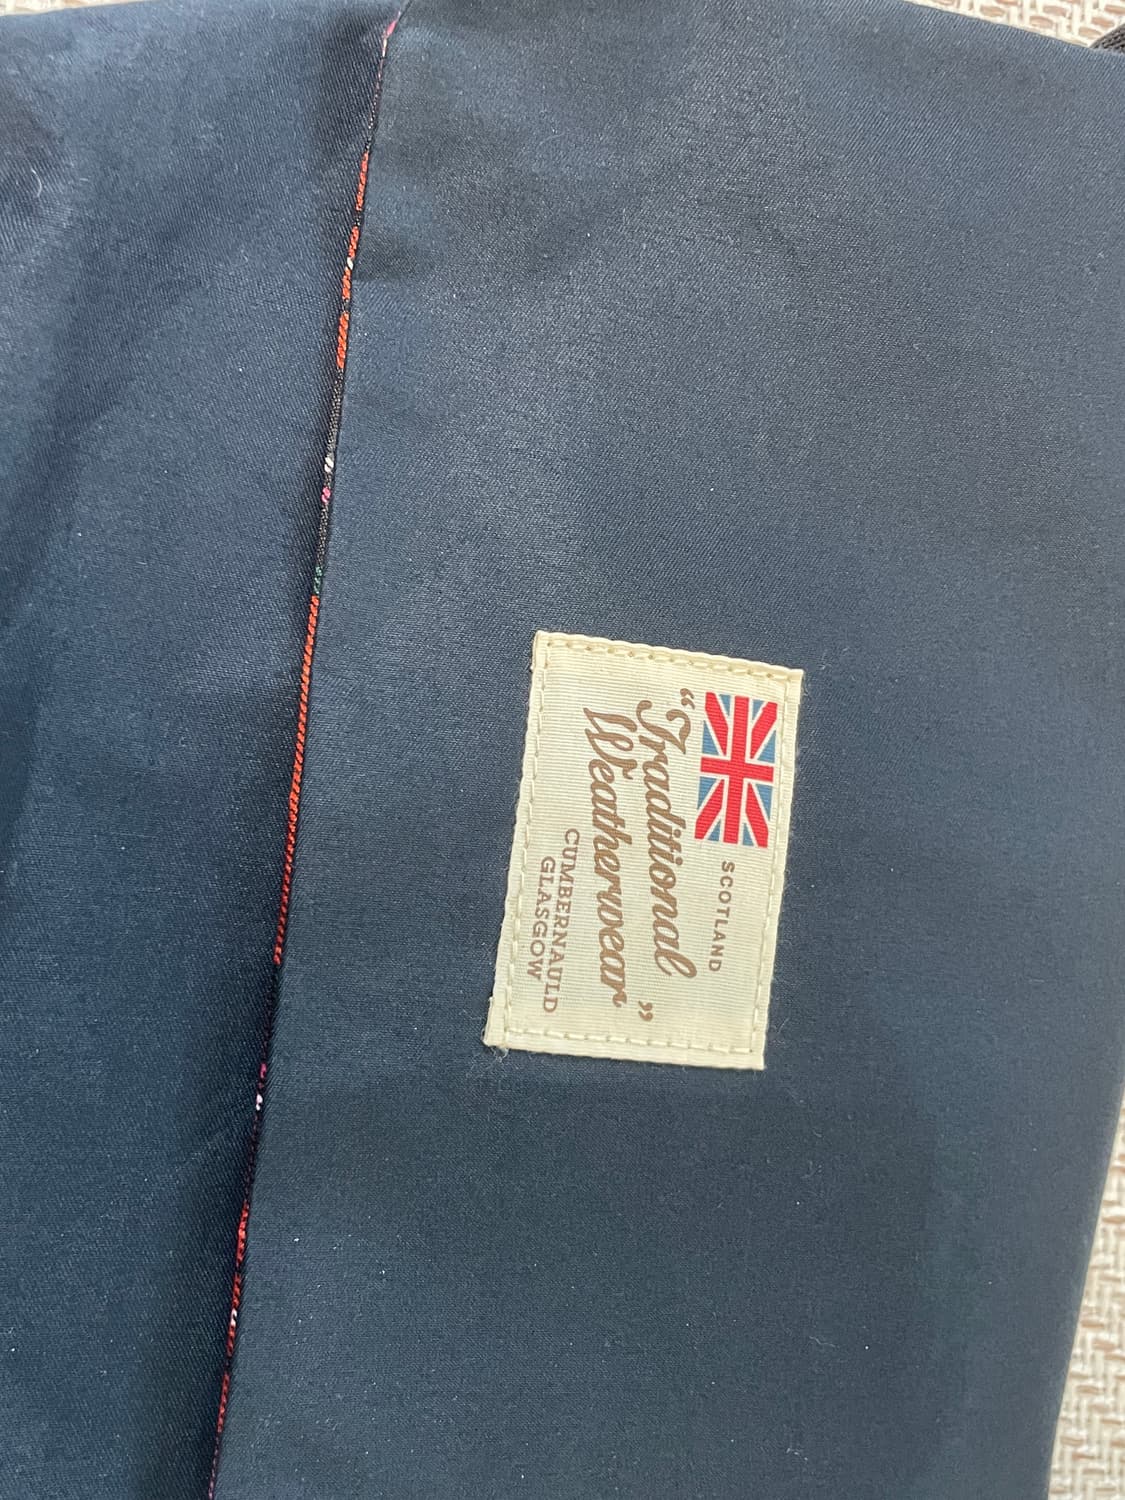 SCOTLAND
“Traditional
Weatherwear”
CUMBERNAULD
GLASGOW